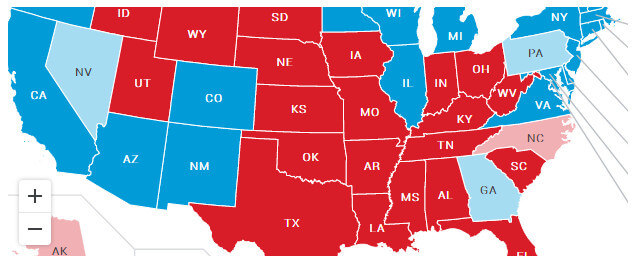 ID
SD
WI
NY
WY
MI
IA
PA
NV
NE
OH
UT
IL
IN
CA
CO
WV
VA
KS
MO
KY
NC
TN
OK
AZ
NM
AR
SC
GA
MS
AL
+
TX
LA
−
AK
FL